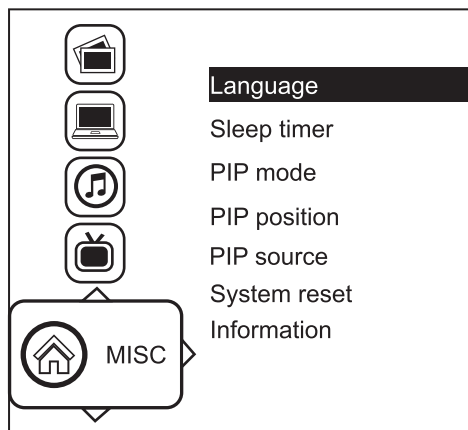 Language
Sleep timer
PIP mode
PIP position
PIP source
System reset
Information
MISC